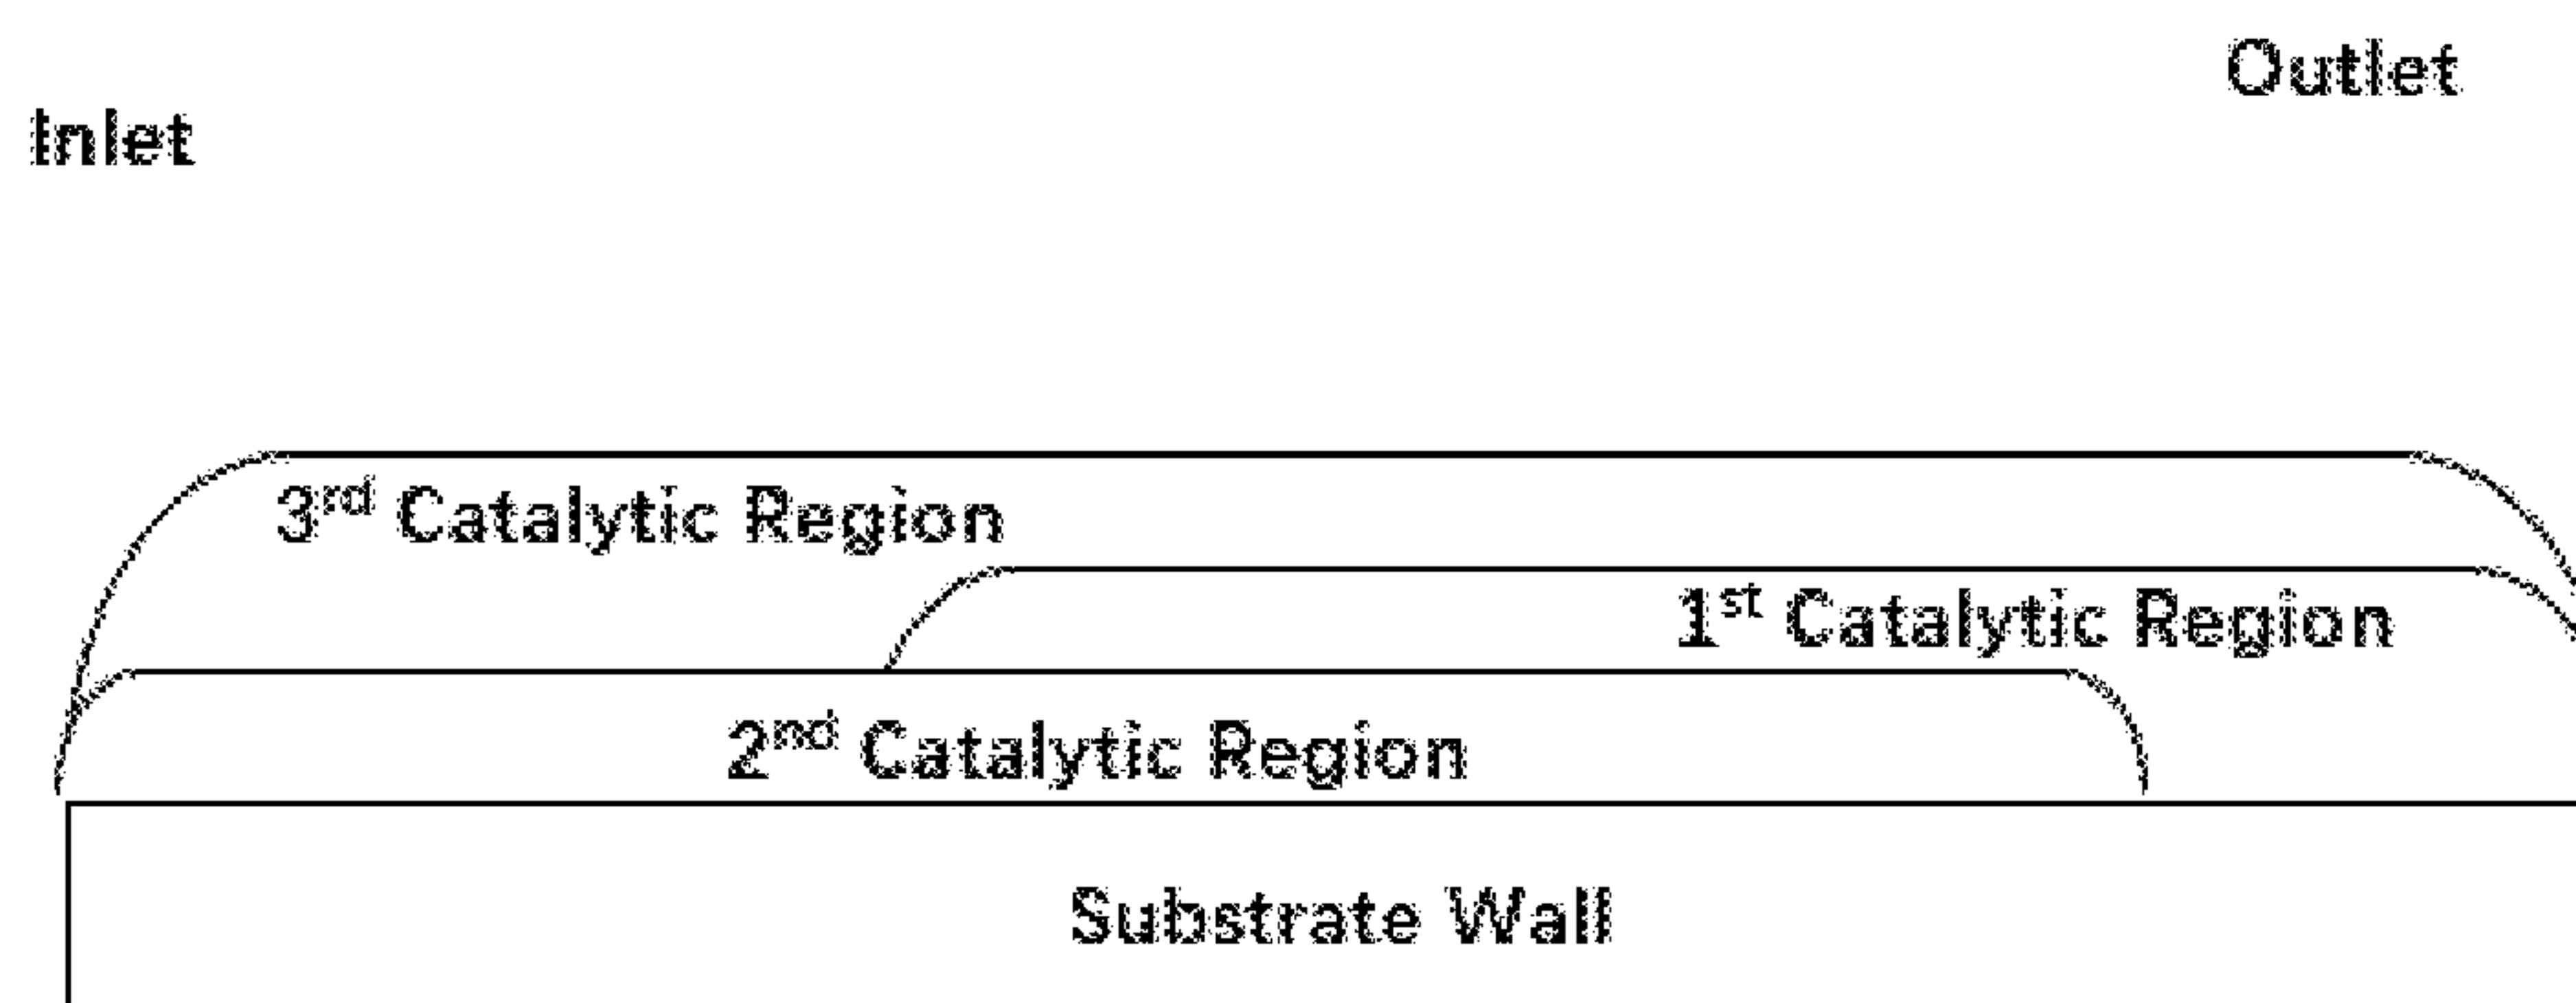 Outlet
Inlet
3rd Catalytic Region
1st Catalytic Region
2nd Catalytic Region
Substrate Wall